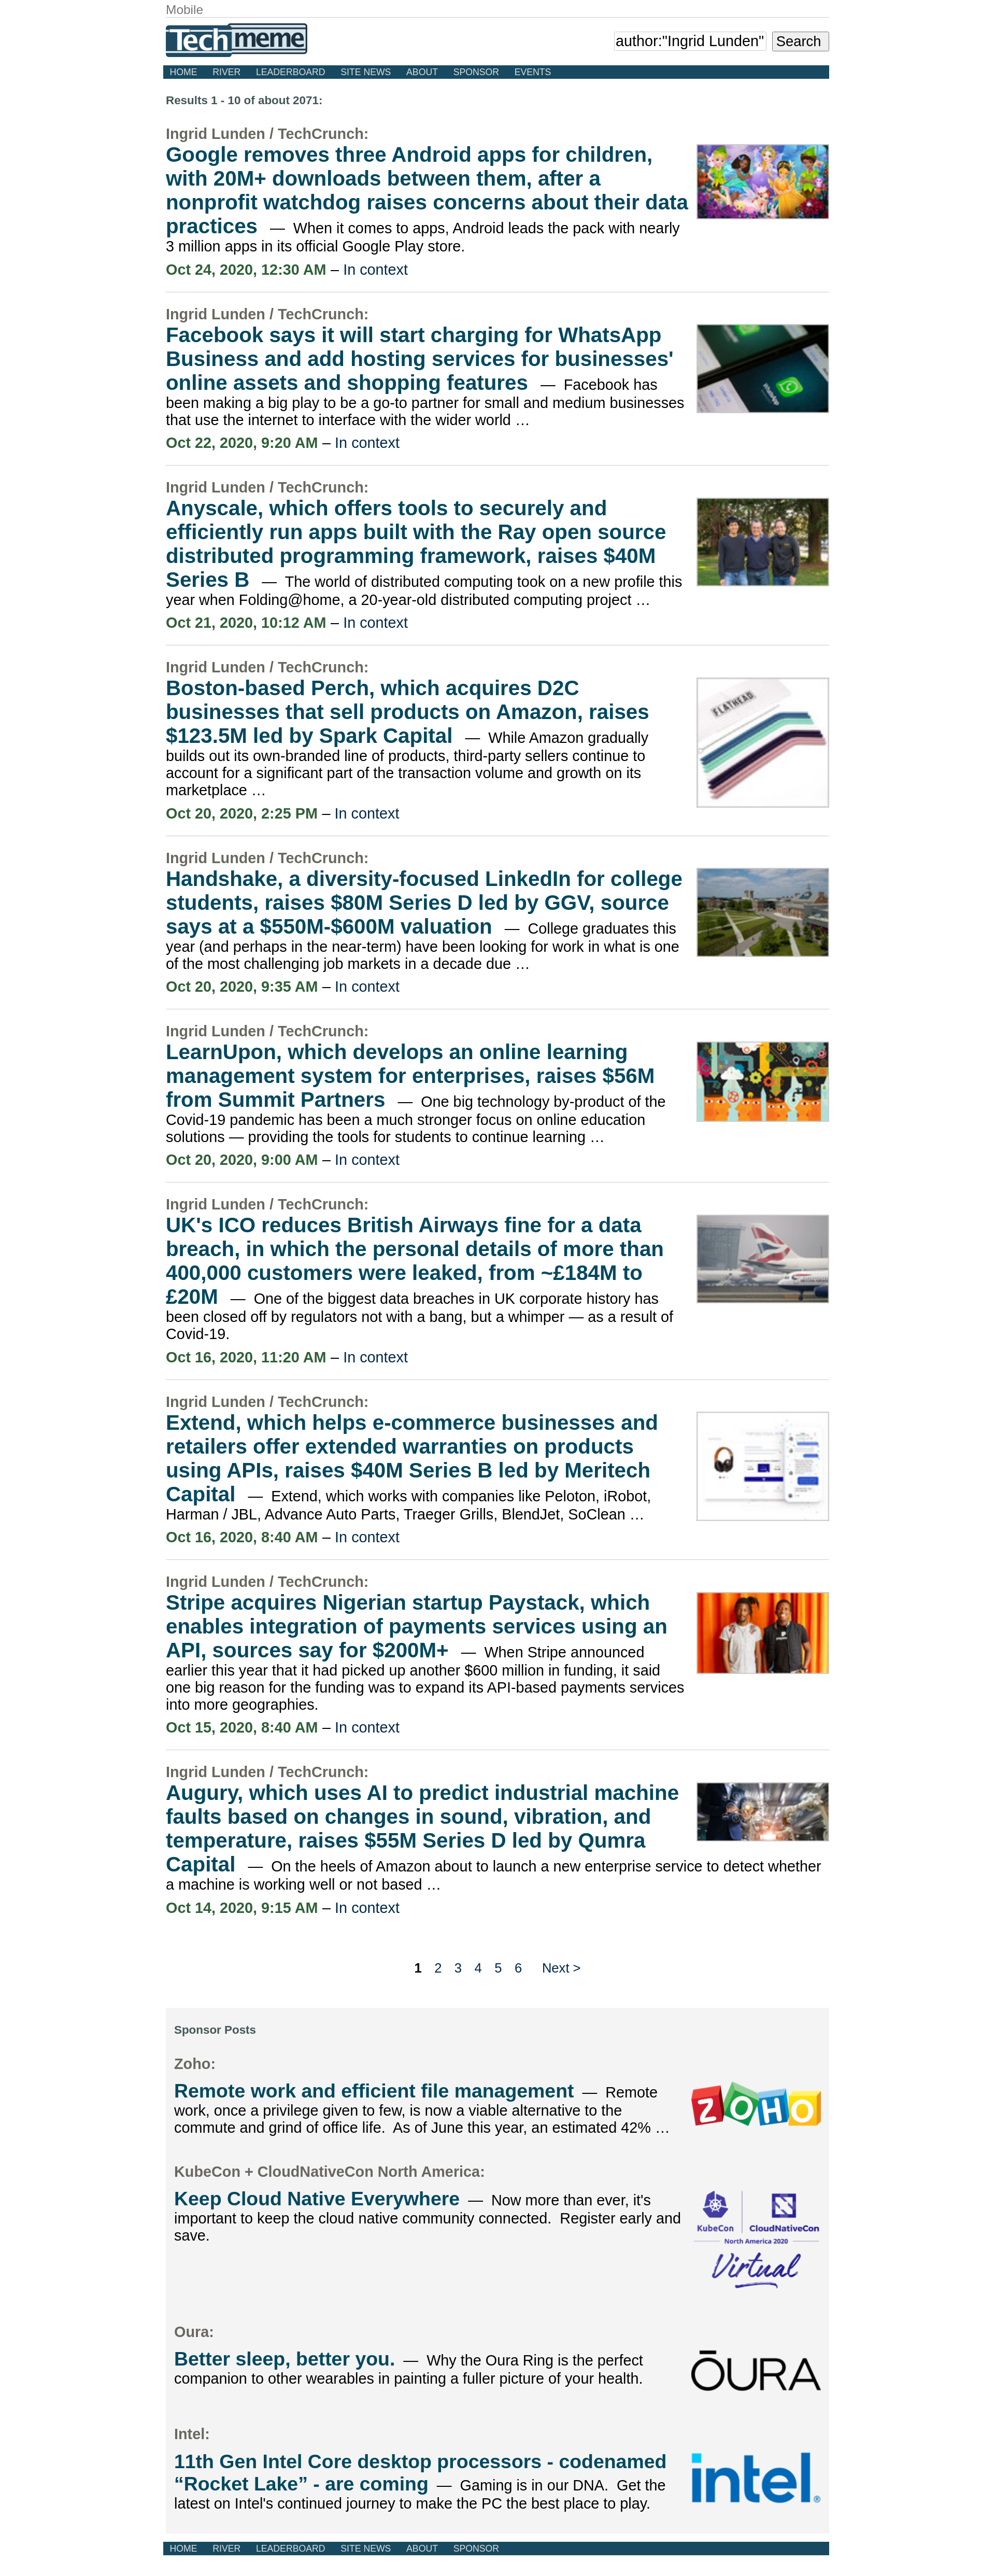 Mobile
Techmeme
author:"Ingrid Lunden" Search
HOME RIVER LEADERBOARD SITE NEWS ABOUT SPONSOR EVENTS
Results 1 - 10 of about 2071:
Ingrid Lunden / TechCrunch:
Google removes three Android apps for children,
with 20M+ downloads between them, after a
nonprofit watchdog raises concerns about their data
practices — When it comes to apps, Android leads the pack with nearly
3 million apps in its official Google Play store.
Oct 24, 2020, 12:30 AM – In context
Ingrid Lunden / TechCrunch:
Facebook says it will start charging for WhatsApp
Business and add hosting services for businesses'
online assets and shopping features — Facebook has
been making a big play to be a go-to partner for small and medium businesses
that use the internet to interface with the wider world …
Oct 22, 2020, 9:20 AM – In context
Ingrid Lunden / TechCrunch:
Anyscale, which offers tools to securely and
efficiently run apps built with the Ray open source
distributed programming framework, raises $40M
Series B — The world of distributed computing took on a new profile this
year when Folding@home, a 20-year-old distributed computing project …
Oct 21, 2020, 10:12 AM – In context
Ingrid Lunden / TechCrunch:
Boston-based Perch, which acquires D2C
businesses that sell products on Amazon, raises
$123.5M led by Spark Capital — While Amazon gradually
builds out its own-branded line of products, third-party sellers continue to
account for a significant part of the transaction volume and growth on its
marketplace …
Oct 20, 2020, 2:25 PM – In context
FLATHEAD
Ingrid Lunden / TechCrunch:
Handshake, a diversity-focused LinkedIn for college
students, raises $80M Series D led by GGV, source
says at a $550M-$600M valuation — College graduates this
year (and perhaps in the near-term) have been looking for work in what is one
of the most challenging job markets in a decade due …
Oct 20, 2020, 9:35 AM – In context
Ingrid Lunden / TechCrunch:
LearnUpon, which develops an online learning
management system for enterprises, raises $56M
from Summit Partners — One big technology by-product of the
Covid-19 pandemic has been a much stronger focus on online education
solutions — providing the tools for students to continue learning …
Oct 20, 2020, 9:00 AM – In context
Ingrid Lunden / TechCrunch:
UK's ICO reduces British Airways fine for a data
breach, in which the personal details of more than
400,000 customers were leaked, from ~£184M to
£20M — One of the biggest data breaches in UK corporate history has
been closed off by regulators not with a bang, but a whimper — as a result of
Covid-19.
Oct 16, 2020, 11:20 AM – In context
Ingrid Lunden / TechCrunch:
Extend, which helps e-commerce businesses and
retailers offer extended warranties on products
using APIs, raises $40M Series B led by Meritech
Capital — Extend, which works with companies like Peloton, iRobot,
Harman / JBL, Advance Auto Parts, Traeger Grills, BlendJet, SoClean …
Oct 16, 2020, 8:40 AM – In context
Ingrid Lunden / TechCrunch:
Stripe acquires Nigerian startup Paystack, which
enables integration of payments services using an
API, sources say for $200M+ — When Stripe announced
earlier this year that it had picked up another $600 million in funding, it said
one big reason for the funding was to expand its API-based payments services
into more geographies.
Oct 15, 2020, 8:40 AM – In context
Ingrid Lunden / TechCrunch:
Augury, which uses AI to predict industrial machine
faults based on changes in sound, vibration, and
temperature, raises $55M Series D led by Qumra
Capital — On the heels of Amazon about to launch a new enterprise service to detect whether
a machine is working well or not based …
Oct 14, 2020, 9:15 AM – In context
1 2 3 4 5 6 Next >
Sponsor Posts
Zoho:
Remote work and efficient file management — Remote
work, once a privilege given to few, is now a viable alternative to the
commute and grind of office life. As of June this year, an estimated 42% …
ZOHO
KubeCon + CloudNativeCon North America:
Keep Cloud Native Everywhere — Now more than ever, it's
important to keep the cloud native community connected. Register early and
save.
KubeCon CloudNativeCon
North America 2020
Virtual
Oura:
Better sleep, better you. — Why the Oura Ring is the perfect
companion to other wearables in painting a fuller picture of your health.
ŌURA
Intel:
11th Gen Intel Core desktop processors - codenamed
“Rocket Lake” - are coming — Gaming is in our DNA. Get the
latest on Intel's continued journey to make the PC the best place to play.
intel®
HOME RIVER LEADERBOARD SITE NEWS ABOUT SPONSOR